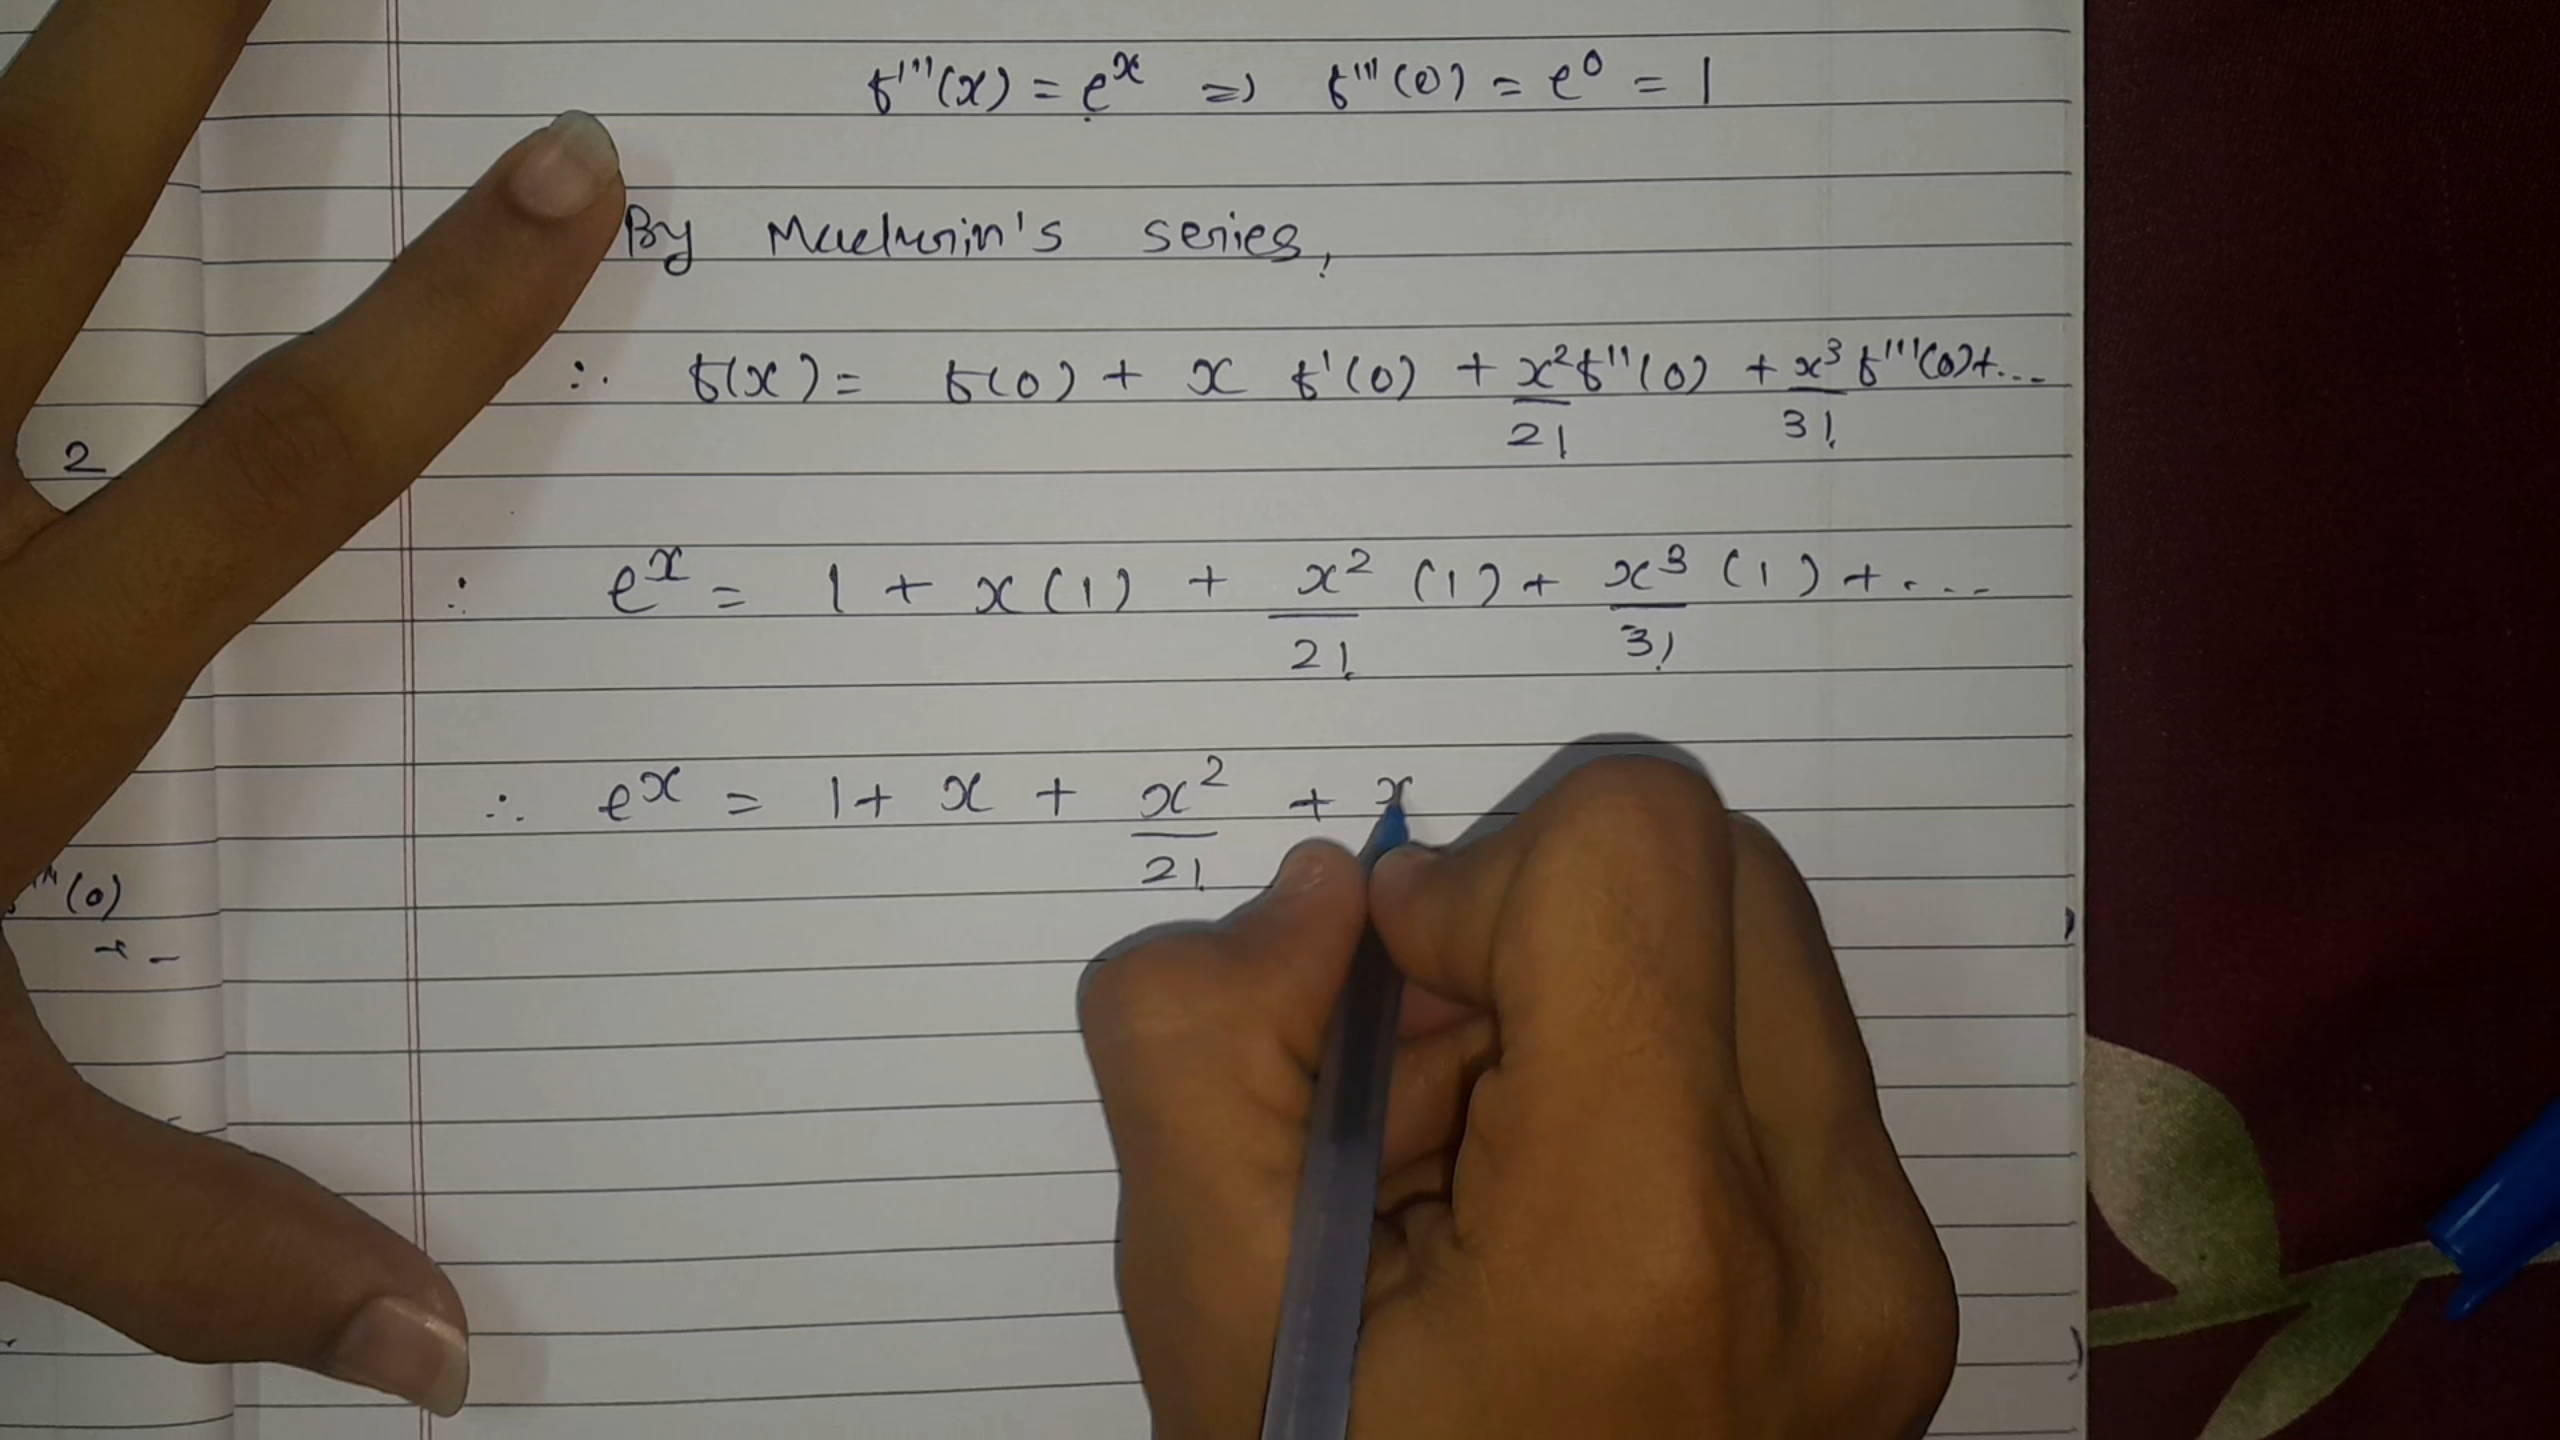 f'''(x) = e^x => f'''(0) = e^0 = 1
By Maclurin's series,
∴ f(x) = f(0) + x f'(0) + x²/2! f''(0) + x³/3! f'''(0)+...
∴ e^x = 1 + x(1) + x²/2! (1) + x³/3! (1) + ...
∴ e^x = 1 + x + x²/2! + x
2
(0)
+ -